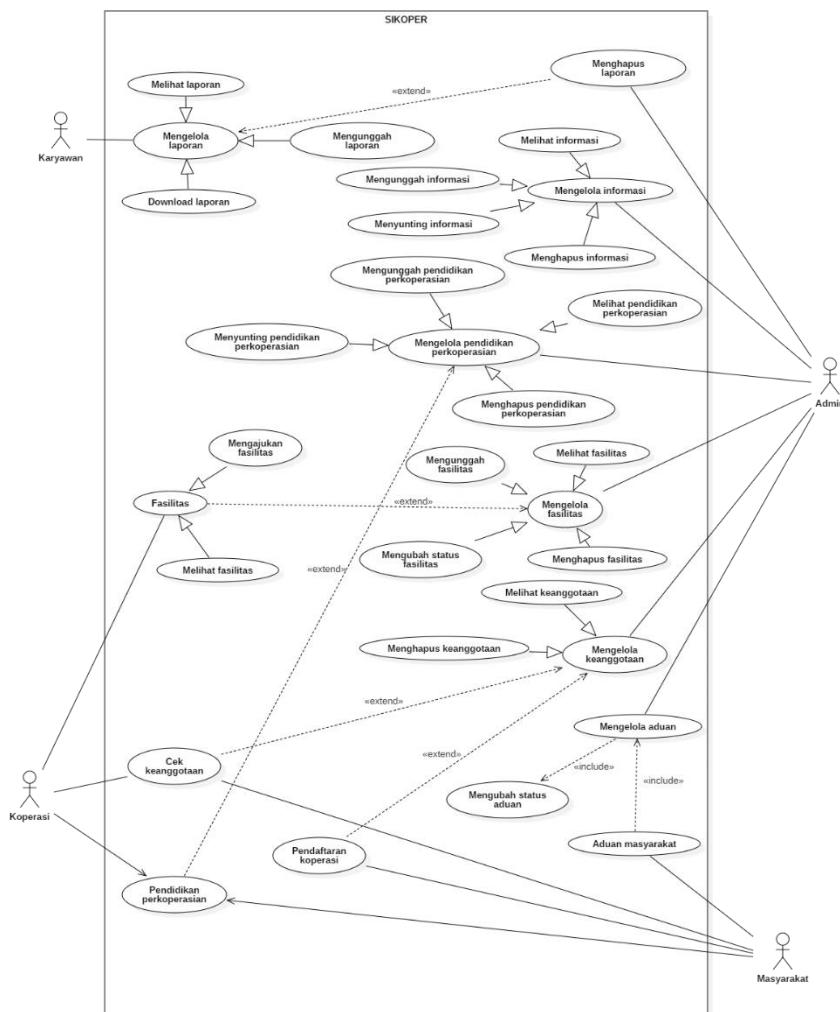 SIKOPER
Menghapus
laporan
Melihat laporan
«extend»
Karyawan
Mengelola
laporan
Mengunggah
laporan
Melihat informasi
Mengunggah informasi
Mengelola informasi
Download laporan
Menyunting informasi
Menghapus informasi
Mengunggah pendidikan
perkoperasian
Melihat pendidikan
perkoperasian
Menyunting pendidikan
perkoperasian
Mengelola pendidikan
perkoperasian
Admin
Menghapus pendidikan
perkoperasian
Mengajukan
fasilitas
Mengunggah
fasilitas
Melihat fasilitas
Fasilitas
«extend»
Mengelola
fasilitas
Melihat fasilitas
«extend»
Mengubah status
fasilitas
Menghapus fasilitas
Melihat keanggotaan
Menghapus keanggotaan
Mengelola
keanggotaan
«extend»
Mengelola aduan
Cek
keanggotaan
«extend»
«include»
«include»
Mengubah status
aduan
Koperasi
Pendaftaran
koperasi
Aduan masyarakat
Pendidikan
perkoperasian
Masyarakat